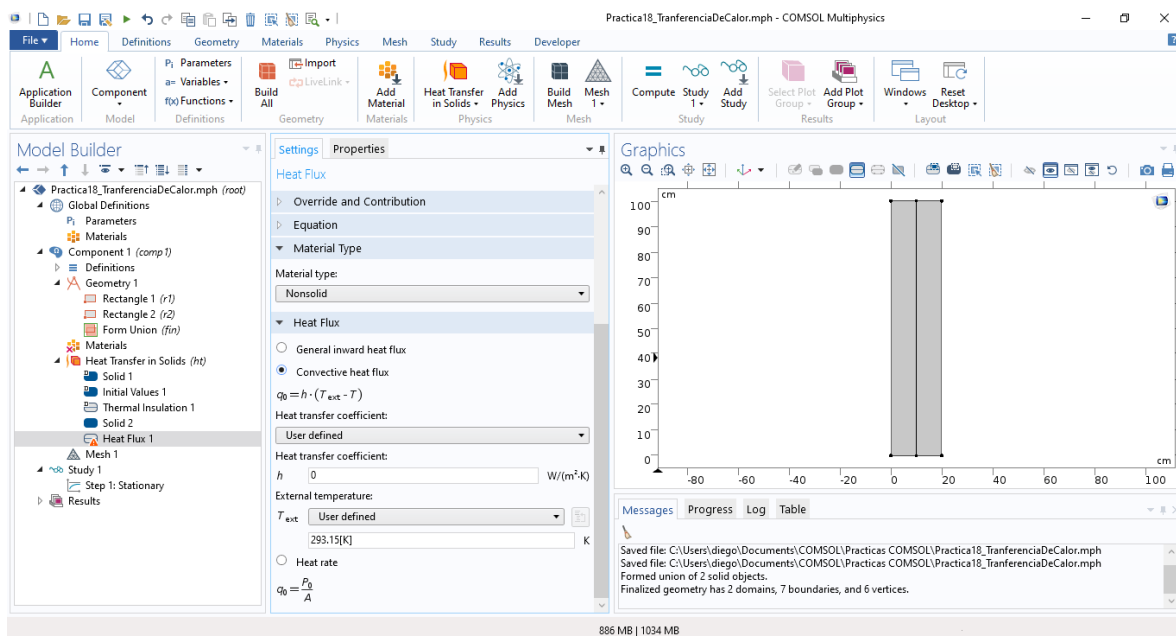 Practica18_TranferenciaDeCalor.mph - COMSOL Multiphysics
File Home Definitions Geometry Materials Physics Mesh Study Results Developer
Application Builder
Component
Pi Parameters
a= Variables
f(x) Functions
Build All
Import
LiveLink
Add Material
Heat Transfer in Solids
Add Physics
Build Mesh
Mesh 1
Compute
Study 1
Add Study
Select Plot Group
Add Plot Group
Windows
Reset Desktop
Application Model Definitions Geometry Materials Physics Mesh Study Results Layout
Model Builder
Practica18_TranferenciaDeCalor.mph (root)
Global Definitions
Pi Parameters
Materials
Component 1 (comp1)
Definitions
Geometry 1
Rectangle 1 (r1)
Rectangle 2 (r2)
Form Union (fin)
Materials
Heat Transfer in Solids (ht)
Solid 1
Initial Values 1
Thermal Insulation 1
Solid 2
Heat Flux 1
Mesh 1
Study 1
Step 1: Stationary
Results
Settings Properties
Heat Flux
Override and Contribution
Equation
Material Type
Material type:
Nonsolid
Heat Flux
General inward heat flux
Convective heat flux
q0=h·(Text-T)
Heat transfer coefficient:
User defined
Heat transfer coefficient:
h 0 W/(m²·K)
External temperature:
Text User defined
293.15[K] K
Heat rate
q0=P0/A
Graphics
cm
100
90
80
70
60
50
40
30
20
10
0
cm
-80 -60 -40 -20 0 20 40 60 80 100
Messages Progress Log Table
Saved file: C:\Users\diego\Documents\COMSOL\Practicas COMSOL\Practica18_TranferenciaDeCalor.mph
Saved file: C:\Users\diego\Documents\COMSOL\Practicas COMSOL\Practica18_TranferenciaDeCalor.mph
Formed union of 2 solid objects.
Finalized geometry has 2 domains, 7 boundaries, and 6 vertices.
886 MB | 1034 MB